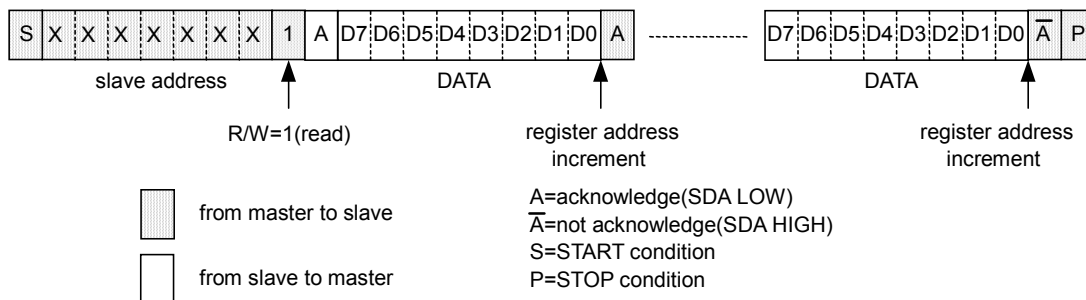 S X X X X X X X 1 A D7 D6 D5 D4 D3 D2 D1 D0 A D7 D6 D5 D4 D3 D2 D1 D0 A̅ P
slave address DATA DATA
R/W=1(read) register address register address
increment increment
from master to slave
A=acknowledge(SDA LOW)
A̅=not acknowledge(SDA HIGH)
S=START condition
from slave to master
P=STOP condition